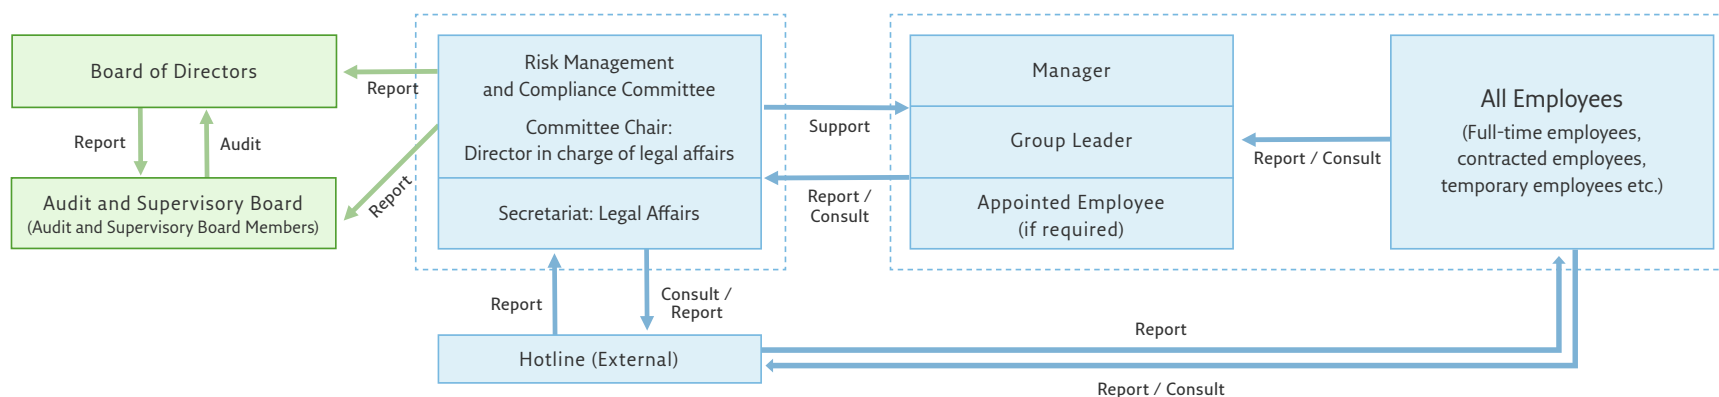 Board of Directors
Report
Audit
Audit and Supervisory Board
(Audit and Supervisory Board Members)
Report
Report
Risk Management
and Compliance Committee
Committee Chair:
Director in charge of legal affairs
Secretariat: Legal Affairs
Support
Report /
Consult
Manager
Group Leader
Appointed Employee
(if required)
Report / Consult
All Employees
(Full-time employees,
contracted employees,
temporary employees etc.)
Report
Consult /
Report
Hotline (External)
Report
Report / Consult